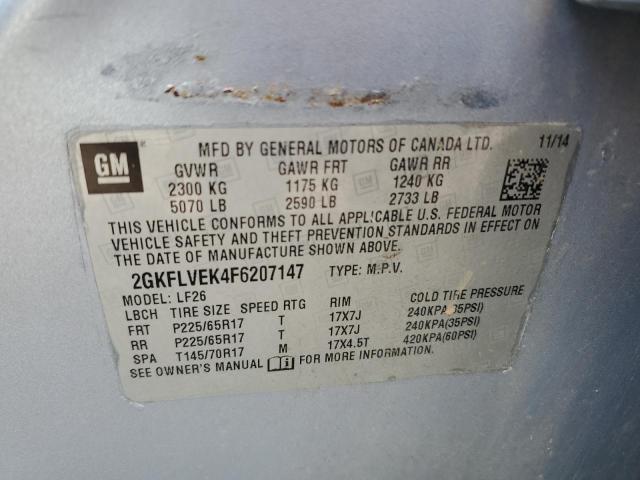 GM
MFD BY GENERAL MOTORS OF CANADA LTD. 11/14
GVWR GAWR FRT GAWR RR
2300 KG 1175 KG 1240 KG
5070 LB 2590 LB 2733 LB
THIS VEHICLE CONFORMS TO ALL APPLICABLE U.S. FEDERAL MOTOR
VEHICLE SAFETY AND THEFT PREVENTION STANDARDS IN EFFECT ON
THE DATE OF MANUFACTURE SHOWN ABOVE.
2GKFLVEK4F6207147 TYPE: M.P.V.
MODEL: LF26
LBCH TIRE SIZE SPEED RTG RIM COLD TIRE PRESSURE
FRT P225/65R17 T 17X7J 240KPA(35PSI)
RR P225/65R17 T 17X7J 240KPA(35PSI)
SPA T145/70R17 M 17X4.5T 420KPA(60PSI)
SEE OWNER'S MANUAL FOR MORE INFORMATION.